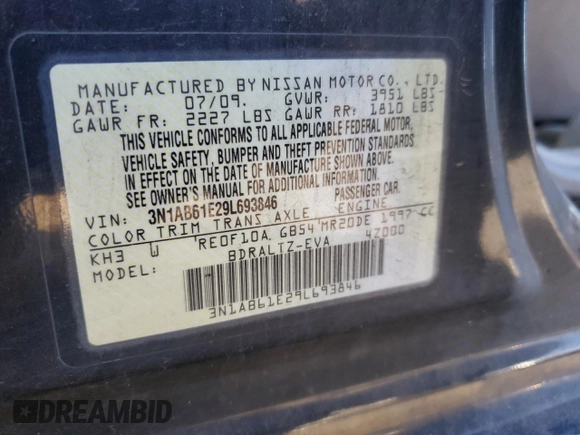 MANUFACTURED BY NISSAN MOTOR CO., LTD.
DATE: 07/09. GVWR: 3951 LBS
GAWR FR: 2227 LBS GAWR RR: 1810 LBS
THIS VEHICLE CONFORMS TO ALL APPLICABLE FEDERAL MOTOR,
VEHICLE SAFETY, BUMPER AND THEFT PREVENTION STANDARDS
IN EFFECT ON THE DATE OF MANUFACTURE SHOWN ABOVE.
SEE OWNER'S MANUAL FOR ADDITIONAL INFORMATION
VIN: 3N1AB61E29L693846 PASSENGER CAR
COLOR TRIM TRANS AXLE ENGINE
KH3 W RE0F10A GB54 MR20DE 1997 CC
MODEL: BDRALTZ-EVA 4Z000
3N1AB61E29L693846
DREAMBID